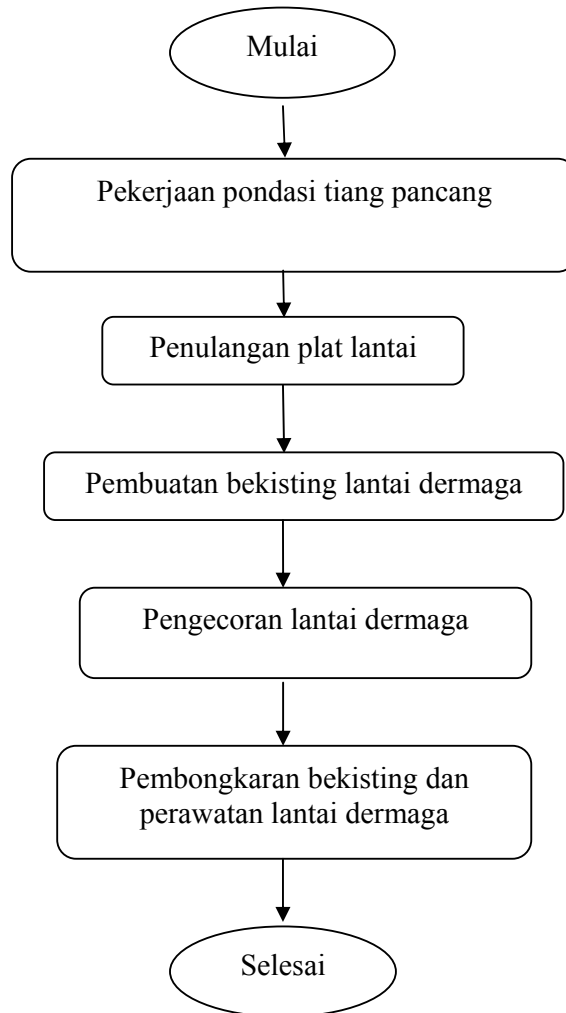 Mulai
Pekerjaan pondasi tiang pancang
Penulangan plat lantai
Pembuatan bekisting lantai dermaga
Pengecoran lantai dermaga
Pembongkaran bekisting dan
perawatan lantai dermaga
Selesai